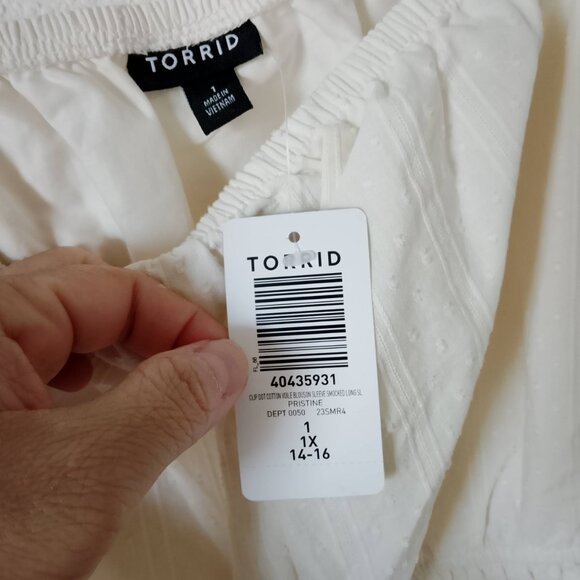 TORRID
1
MADE IN
VIETNAM
TORRID
FL_88
40435931
CLIP DOT COTTON VOILE BLOUSON SLEEVE SMOCKED LONG SL
PRISTINE
DEPT 0050 23SMR4
1
1X
14-16